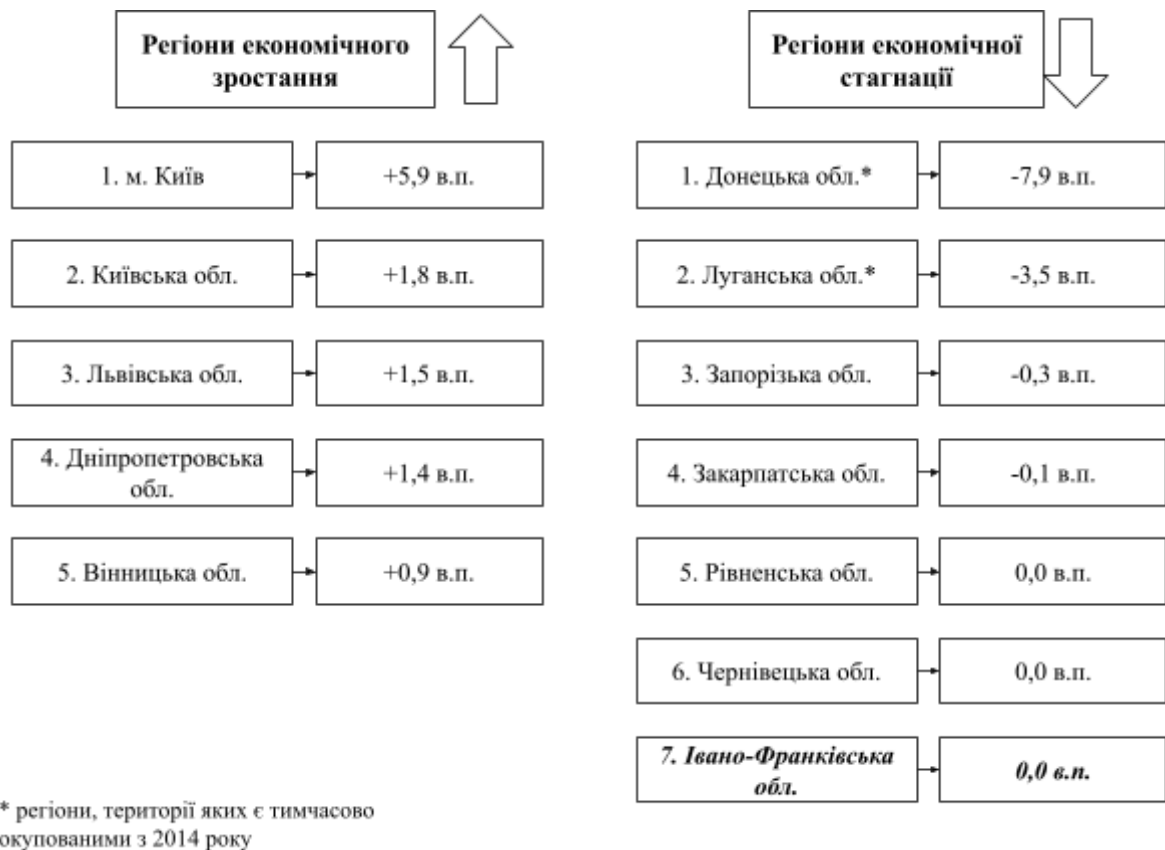 Регіони економічного
зростання
1. м. Київ
+5,9 в.п.
2. Київська обл.
+1,8 в.п.
3. Львівська обл.
+1,5 в.п.
4. Дніпропетровська
обл.
+1,4 в.п.
5. Вінницька обл.
+0,9 в.п.
Регіони економічної
стагнації
1. Донецька обл.*
-7,9 в.п.
2. Луганська обл.*
-3,5 в.п.
3. Запорізька обл.
-0,3 в.п.
4. Закарпатська обл.
-0,1 в.п.
5. Рівненська обл.
0,0 в.п.
6. Чернівецька обл.
0,0 в.п.
7. Івано-Франківська
обл.
0,0 в.п.
* регіони, території яких є тимчасово
окупованими з 2014 року